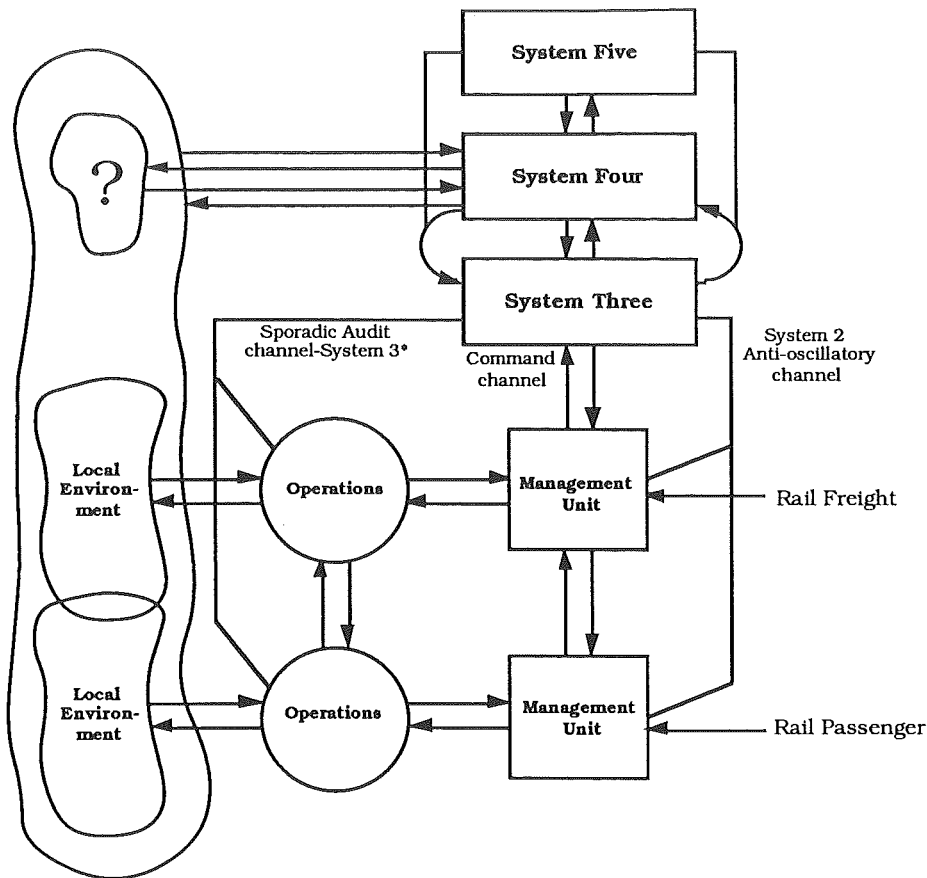 System Five
?
System Four
System Three
Sporadic Audit
channel-System 3*
Command
channel
System 2
Anti-oscillatory
channel
Local
Environ-
ment
Operations
Management
Unit
Rail Freight
Local
Environ-
ment
Operations
Management
Unit
Rail Passenger